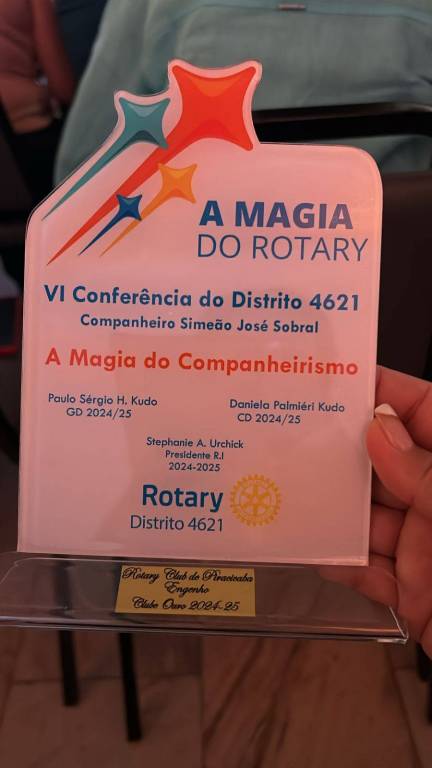 A MAGIA
DO ROTARY
VI Conferência do Distrito 4621
Companheiro Simeão José Sobral
A Magia do Companheirismo
Paulo Sérgio H. Kudo
GD 2024/25
Daniela Palmiéri Kudo
CD 2024/25
Stephanie A. Urchick
Presidente R.I
2024-2025
Rotary
Distrito 4621
Rotary Club de Piracicaba
Engenho
Clube Ouro 2024-25